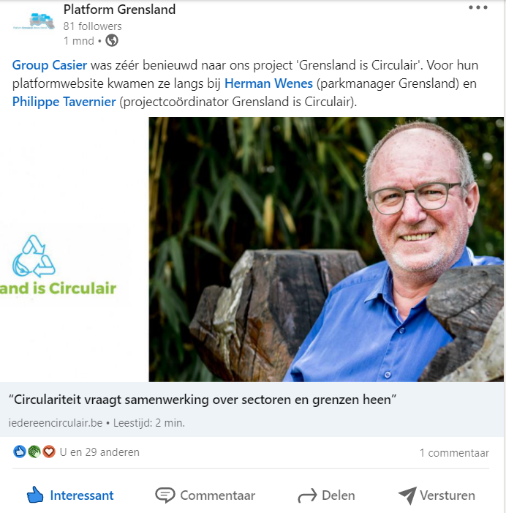 Platform Grensland
81 followers
1 mnd •
Group Casier was zéér benieuwd naar ons project 'Grensland is Circulair'. Voor hun
platformwebsite kwamen ze langs bij Herman Wenes (parkmanager Grensland) en
Philippe Tavernier (projectcoördinator Grensland is Circulair).
and is Circulair
“Circulariteit vraagt samenwerking over sectoren en grenzen heen”
iedereencirculair.be • Leestijd: 2 min.
U en 29 anderen
1 commentaar
Interessant Commentaar Delen Versturen